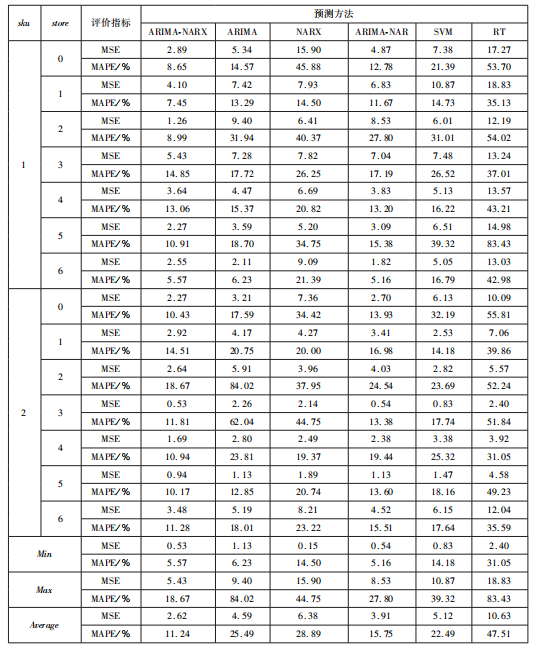 sku store 评价指标 预测方法
ARIMA-NARX ARIMA NARX ARIMA-NAR SVM RT
1 0 MSE 2.89 5.34 15.90 4.87 7.38 17.27
MAPE/% 8.65 14.57 45.88 12.78 21.39 53.70
1 MSE 4.10 7.42 7.93 6.83 10.87 18.83
MAPE/% 7.45 13.29 14.50 11.67 14.73 35.13
2 MSE 1.26 9.40 6.41 8.53 6.01 12.19
MAPE/% 8.99 31.94 40.37 27.80 31.01 54.02
3 MSE 5.43 7.28 7.82 7.04 7.48 13.24
MAPE/% 14.85 17.72 26.25 17.19 26.52 37.01
4 MSE 3.64 4.47 6.69 3.83 5.13 13.57
MAPE/% 13.06 15.37 20.82 13.20 16.22 43.21
5 MSE 2.27 3.59 5.20 3.09 6.51 14.98
MAPE/% 10.91 18.70 34.75 15.38 39.32 83.43
6 MSE 2.55 2.11 9.09 1.82 5.05 13.03
MAPE/% 5.57 6.23 21.39 5.16 16.79 42.98
2 0 MSE 2.27 3.21 7.36 2.70 6.13 10.09
MAPE/% 10.43 17.59 34.42 13.93 32.19 55.81
1 MSE 2.92 4.17 4.27 3.41 2.53 7.06
MAPE/% 14.51 20.75 20.00 16.98 14.18 39.86
2 MSE 2.64 5.91 3.96 4.03 2.82 5.57
MAPE/% 18.67 84.02 37.95 24.54 23.69 52.24
3 MSE 0.53 2.26 2.14 0.54 0.83 2.40
MAPE/% 11.81 62.04 44.75 13.38 17.74 51.84
4 MSE 1.69 2.80 2.49 2.38 3.38 3.92
MAPE/% 10.94 23.81 19.37 19.44 25.32 31.05
5 MSE 0.94 1.13 1.89 1.13 1.47 4.58
MAPE/% 10.17 12.85 20.74 13.60 18.16 49.23
6 MSE 3.48 5.19 8.21 4.52 6.15 12.04
MAPE/% 11.28 18.01 23.22 15.51 17.64 35.59
Min MSE 0.53 1.13 0.15 0.54 0.83 2.40
MAPE/% 5.57 6.23 14.50 5.16 14.18 31.05
Max MSE 5.43 9.40 15.90 8.53 10.87 18.83
MAPE/% 18.67 84.02 44.75 27.80 39.32 83.43
Average MSE 2.62 4.59 6.38 3.91 5.12 10.63
MAPE/% 11.24 25.49 28.89 15.75 22.49 47.51